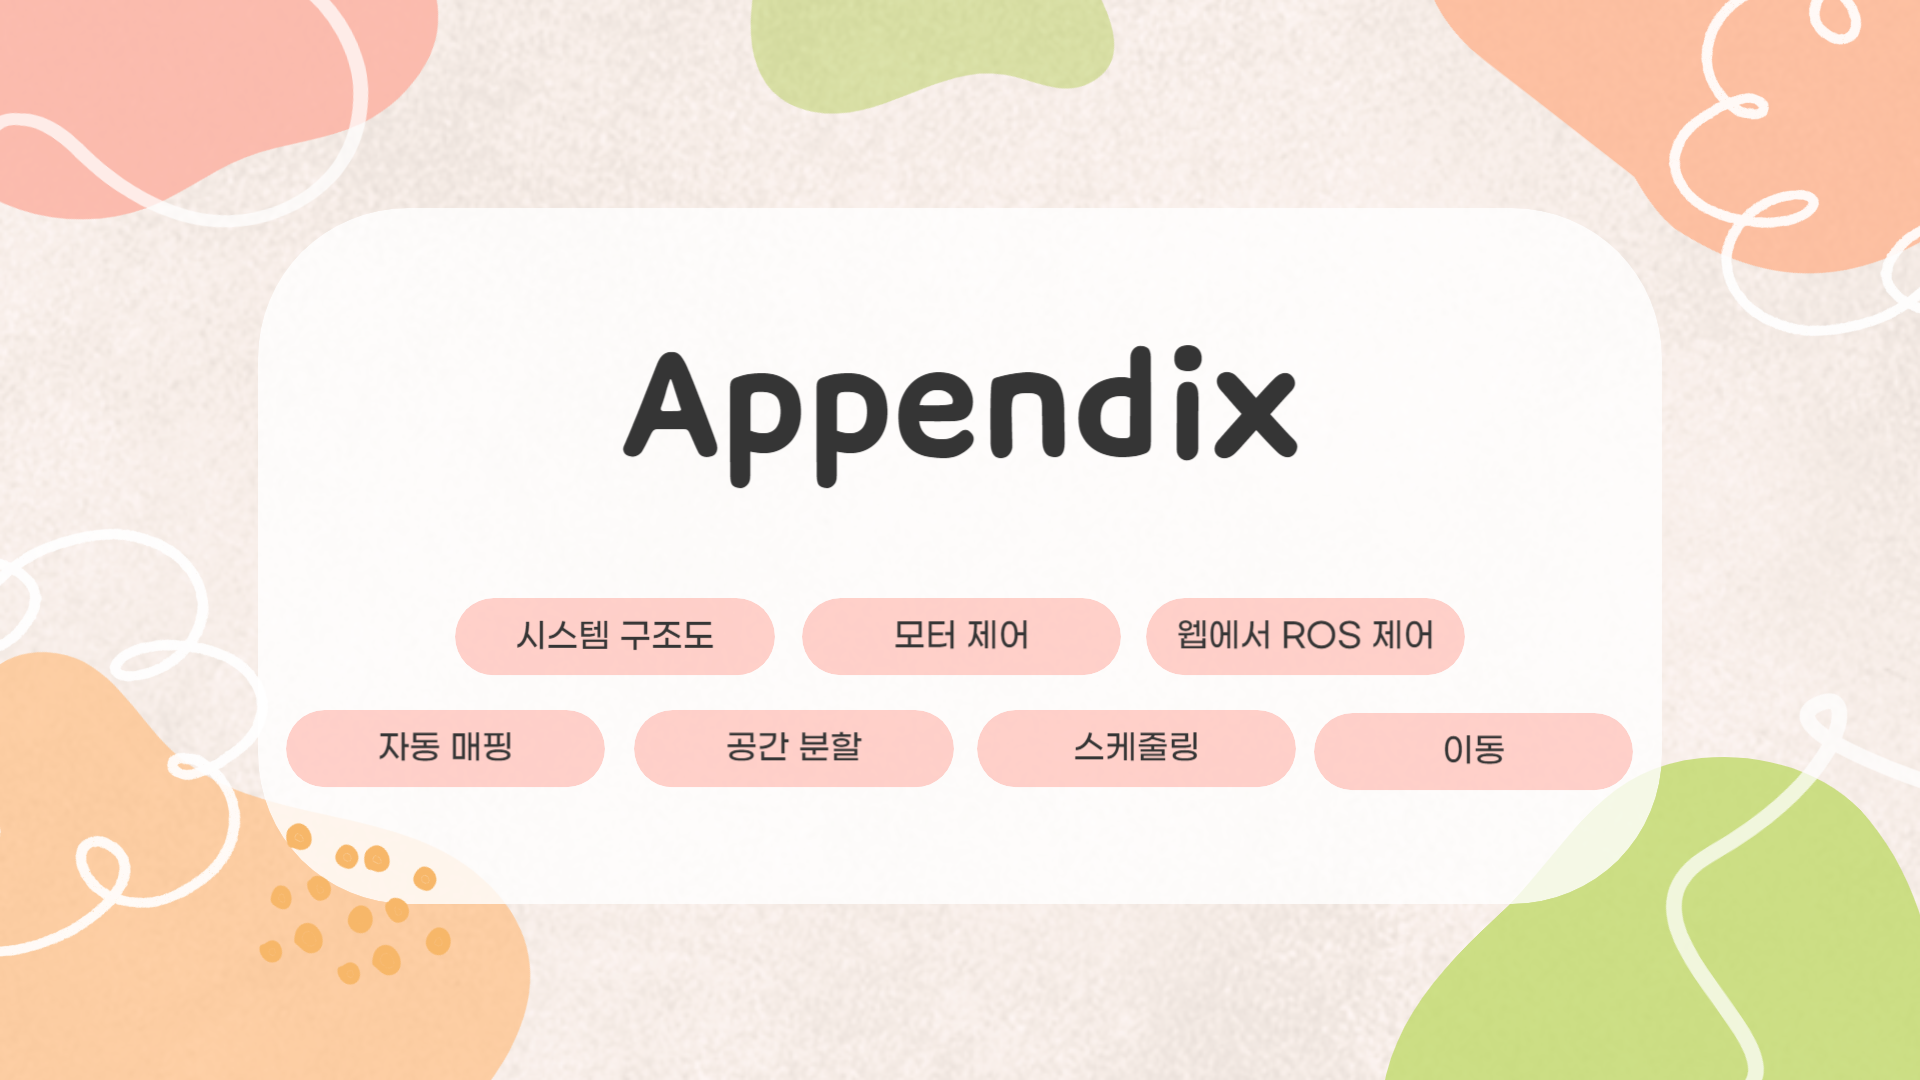 Appendix
시스템 구조도 모터 제어 웹에서 ROS 제어
자동 매핑 공간 분할 스케줄링 이동